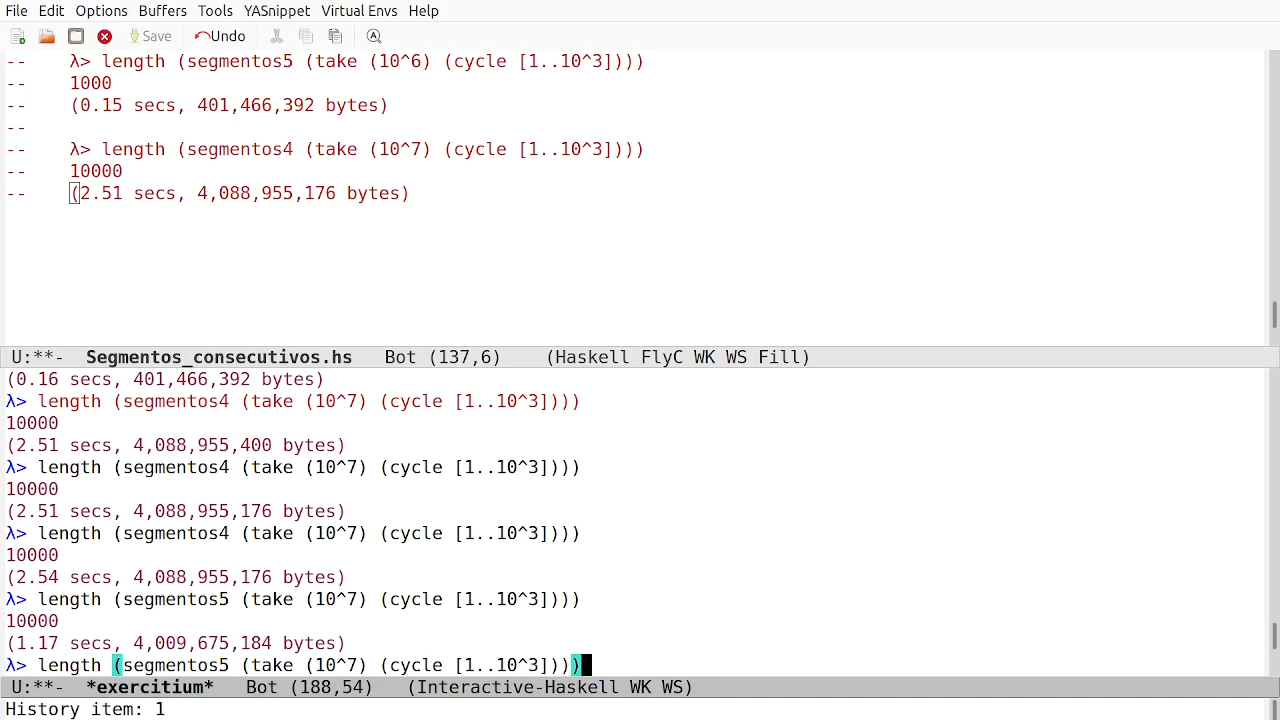 File Edit Options Buffers Tools YASnippet Virtual Envs Help
Save Undo
-- λ> length (segmentos5 (take (10^6) (cycle [1..10^3])))
-- 1000
-- (0.15 secs, 401,466,392 bytes)
--
-- λ> length (segmentos4 (take (10^7) (cycle [1..10^3])))
-- 10000
-- (2.51 secs, 4,088,955,176 bytes)
U:**- Segmentos_consecutivos.hs Bot (137,6) (Haskell FlyC WK WS Fill)
(0.16 secs, 401,466,392 bytes)
λ> length (segmentos4 (take (10^7) (cycle [1..10^3])))
10000
(2.51 secs, 4,088,955,400 bytes)
λ> length (segmentos4 (take (10^7) (cycle [1..10^3])))
10000
(2.51 secs, 4,088,955,176 bytes)
λ> length (segmentos4 (take (10^7) (cycle [1..10^3])))
10000
(2.54 secs, 4,088,955,176 bytes)
λ> length (segmentos5 (take (10^7) (cycle [1..10^3])))
10000
(1.17 secs, 4,009,675,184 bytes)
λ> length (segmentos5 (take (10^7) (cycle [1..10^3])))
U:**- *exercitium* Bot (188,54) (Interactive-Haskell WK WS)
History item: 1